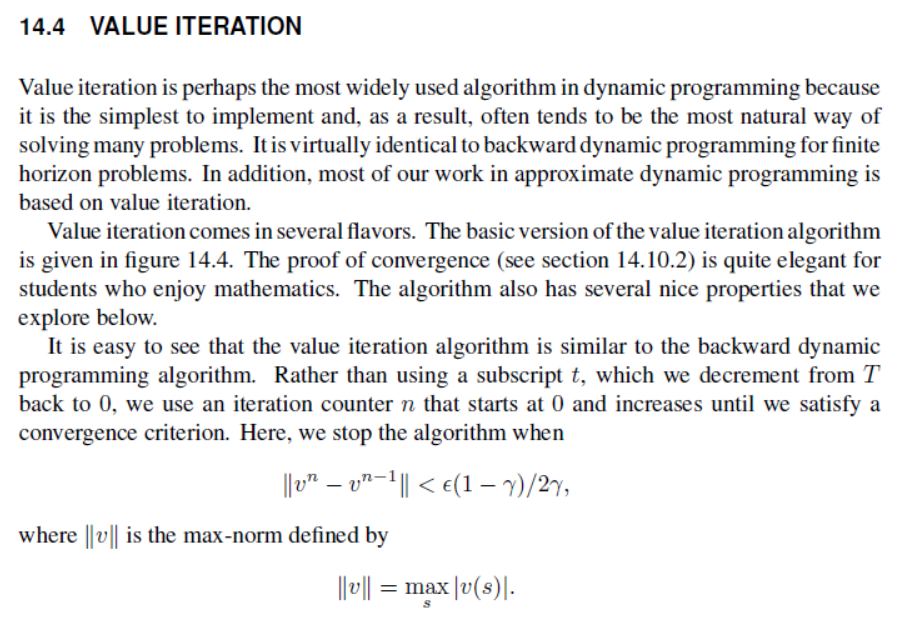 14.4 VALUE ITERATION
Value iteration is perhaps the most widely used algorithm in dynamic programming because
it is the simplest to implement and, as a result, often tends to be the most natural way of
solving many problems. It is virtually identical to backward dynamic programming for finite
horizon problems. In addition, most of our work in approximate dynamic programming is
based on value iteration.
Value iteration comes in several flavors. The basic version of the value iteration algorithm
is given in figure 14.4. The proof of convergence (see section 14.10.2) is quite elegant for
students who enjoy mathematics. The algorithm also has several nice properties that we
explore below.
It is easy to see that the value iteration algorithm is similar to the backward dynamic
programming algorithm. Rather than using a subscript t, which we decrement from T
back to 0, we use an iteration counter n that starts at 0 and increases until we satisfy a
convergence criterion. Here, we stop the algorithm when
‖vⁿ − vⁿ⁻¹‖ < ϵ(1 − γ)/2γ,
where ‖v‖ is the max-norm defined by
‖v‖ = max |v(s)|.
s